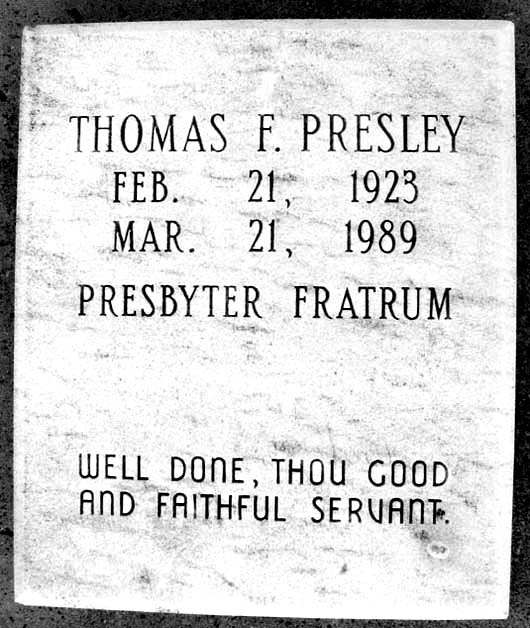 THOMAS F. PRESLEY
FEB. 21, 1923
MAR. 21, 1989
PRESBYTER FRATRUM
WELL DONE, THOU GOOD
AND FAITHFUL SERVANT.